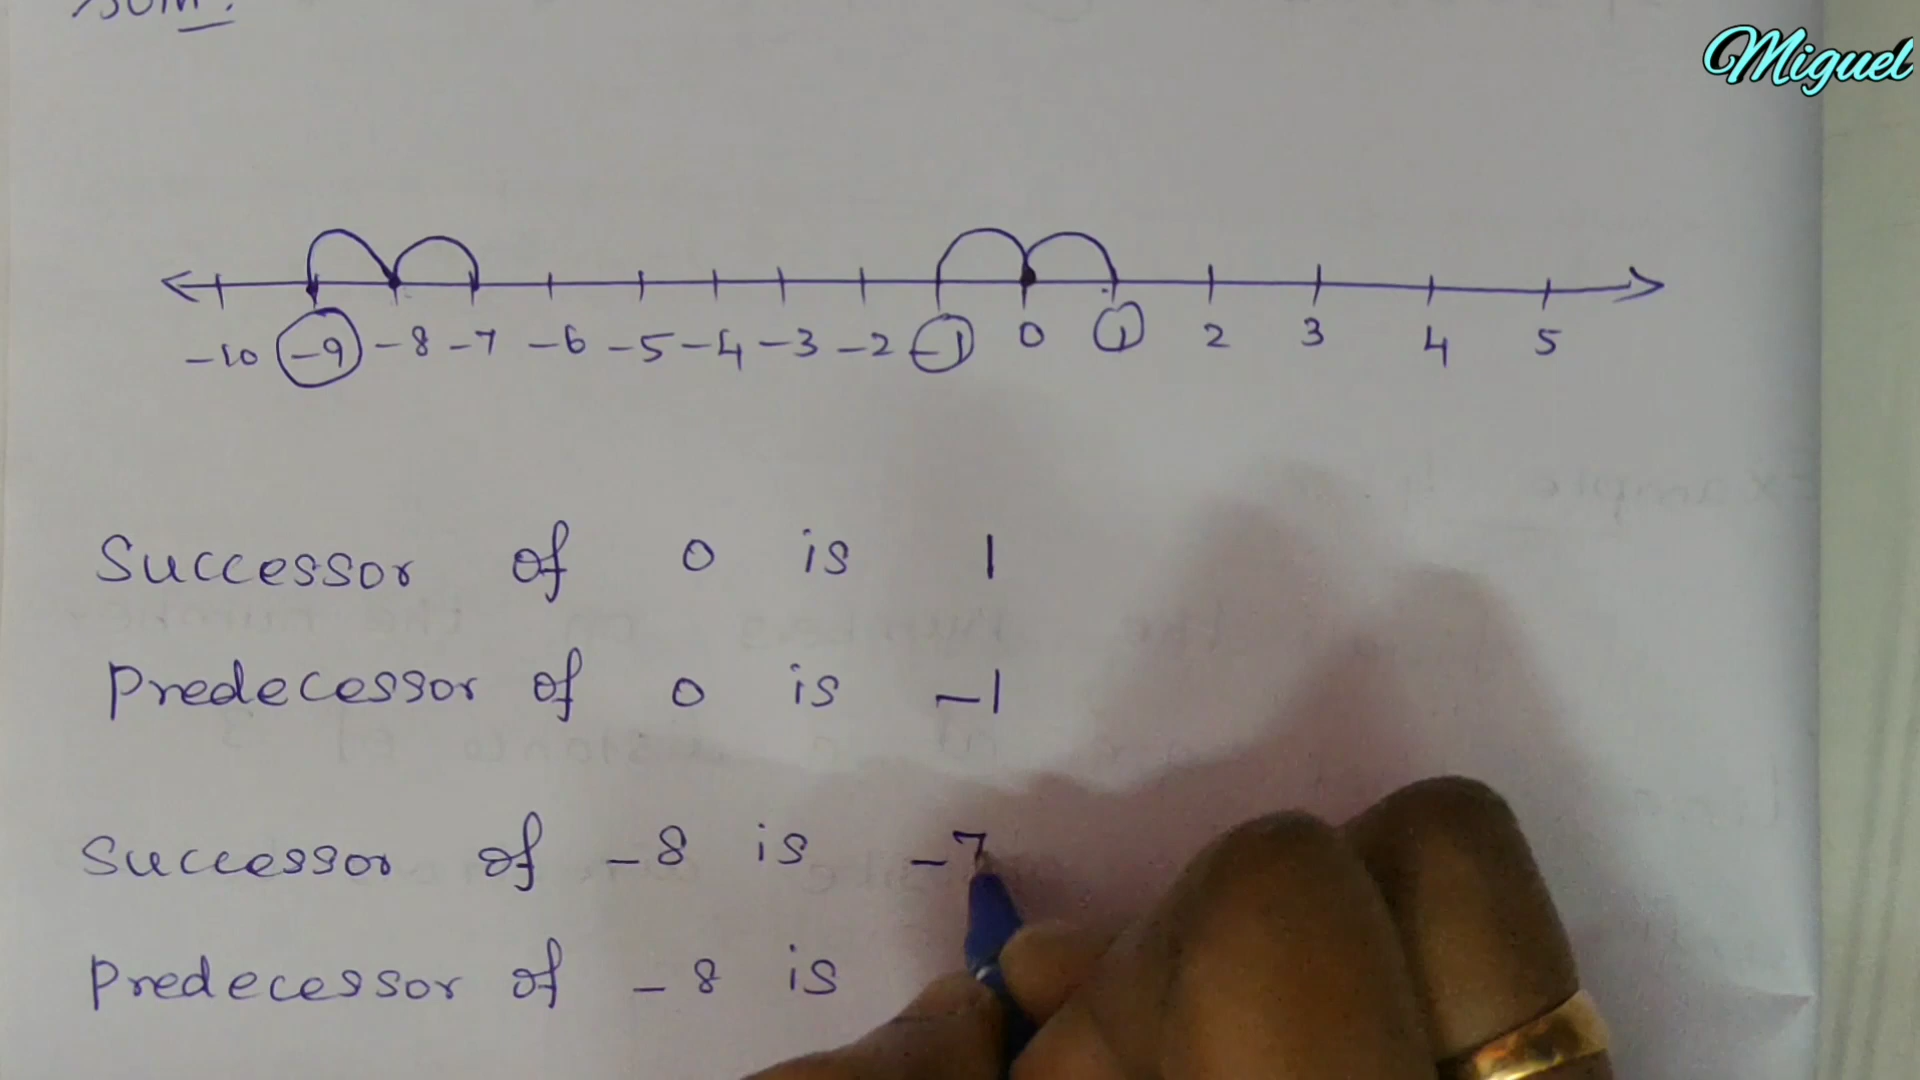 Miguel
-10 -9 -8 -7 -6 -5 -4 -3 -2 -1 0 1 2 3 4 5
Successor of 0 is 1
Predecessor of 0 is -1
Successor of -8 is -7
Predecessor of -8 is